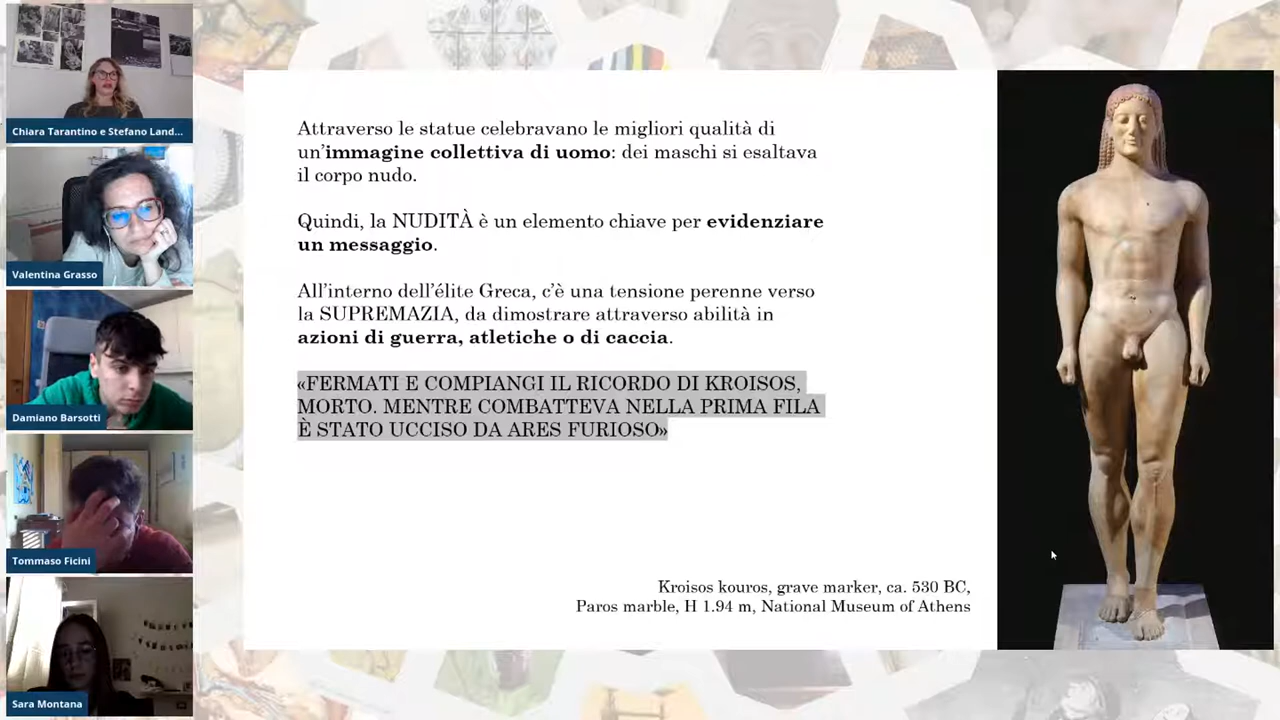 Chiara Tarantino e Stefano Land...
Valentina Grasso
Damiano Barsotti
Tommaso Ficini
Sara Montana
Attraverso le statue celebravano le migliori qualità di
un'immagine collettiva di uomo: dei maschi si esaltava
il corpo nudo.
Quindi, la NUDITÀ è un elemento chiave per evidenziare
un messaggio.
All'interno dell'élite Greca, c'è una tensione perenne verso
la SUPREMAZIA, da dimostrare attraverso abilità in
azioni di guerra, atletiche o di caccia.
«FERMATI E COMPIANGI IL RICORDO DI KROISOS,
MORTO. MENTRE COMBATTEVA NELLA PRIMA FILA
È STATO UCCISO DA ARES FURIOSO»
Kroisos kouros, grave marker, ca. 530 BC,
Paros marble, H 1.94 m, National Museum of Athens